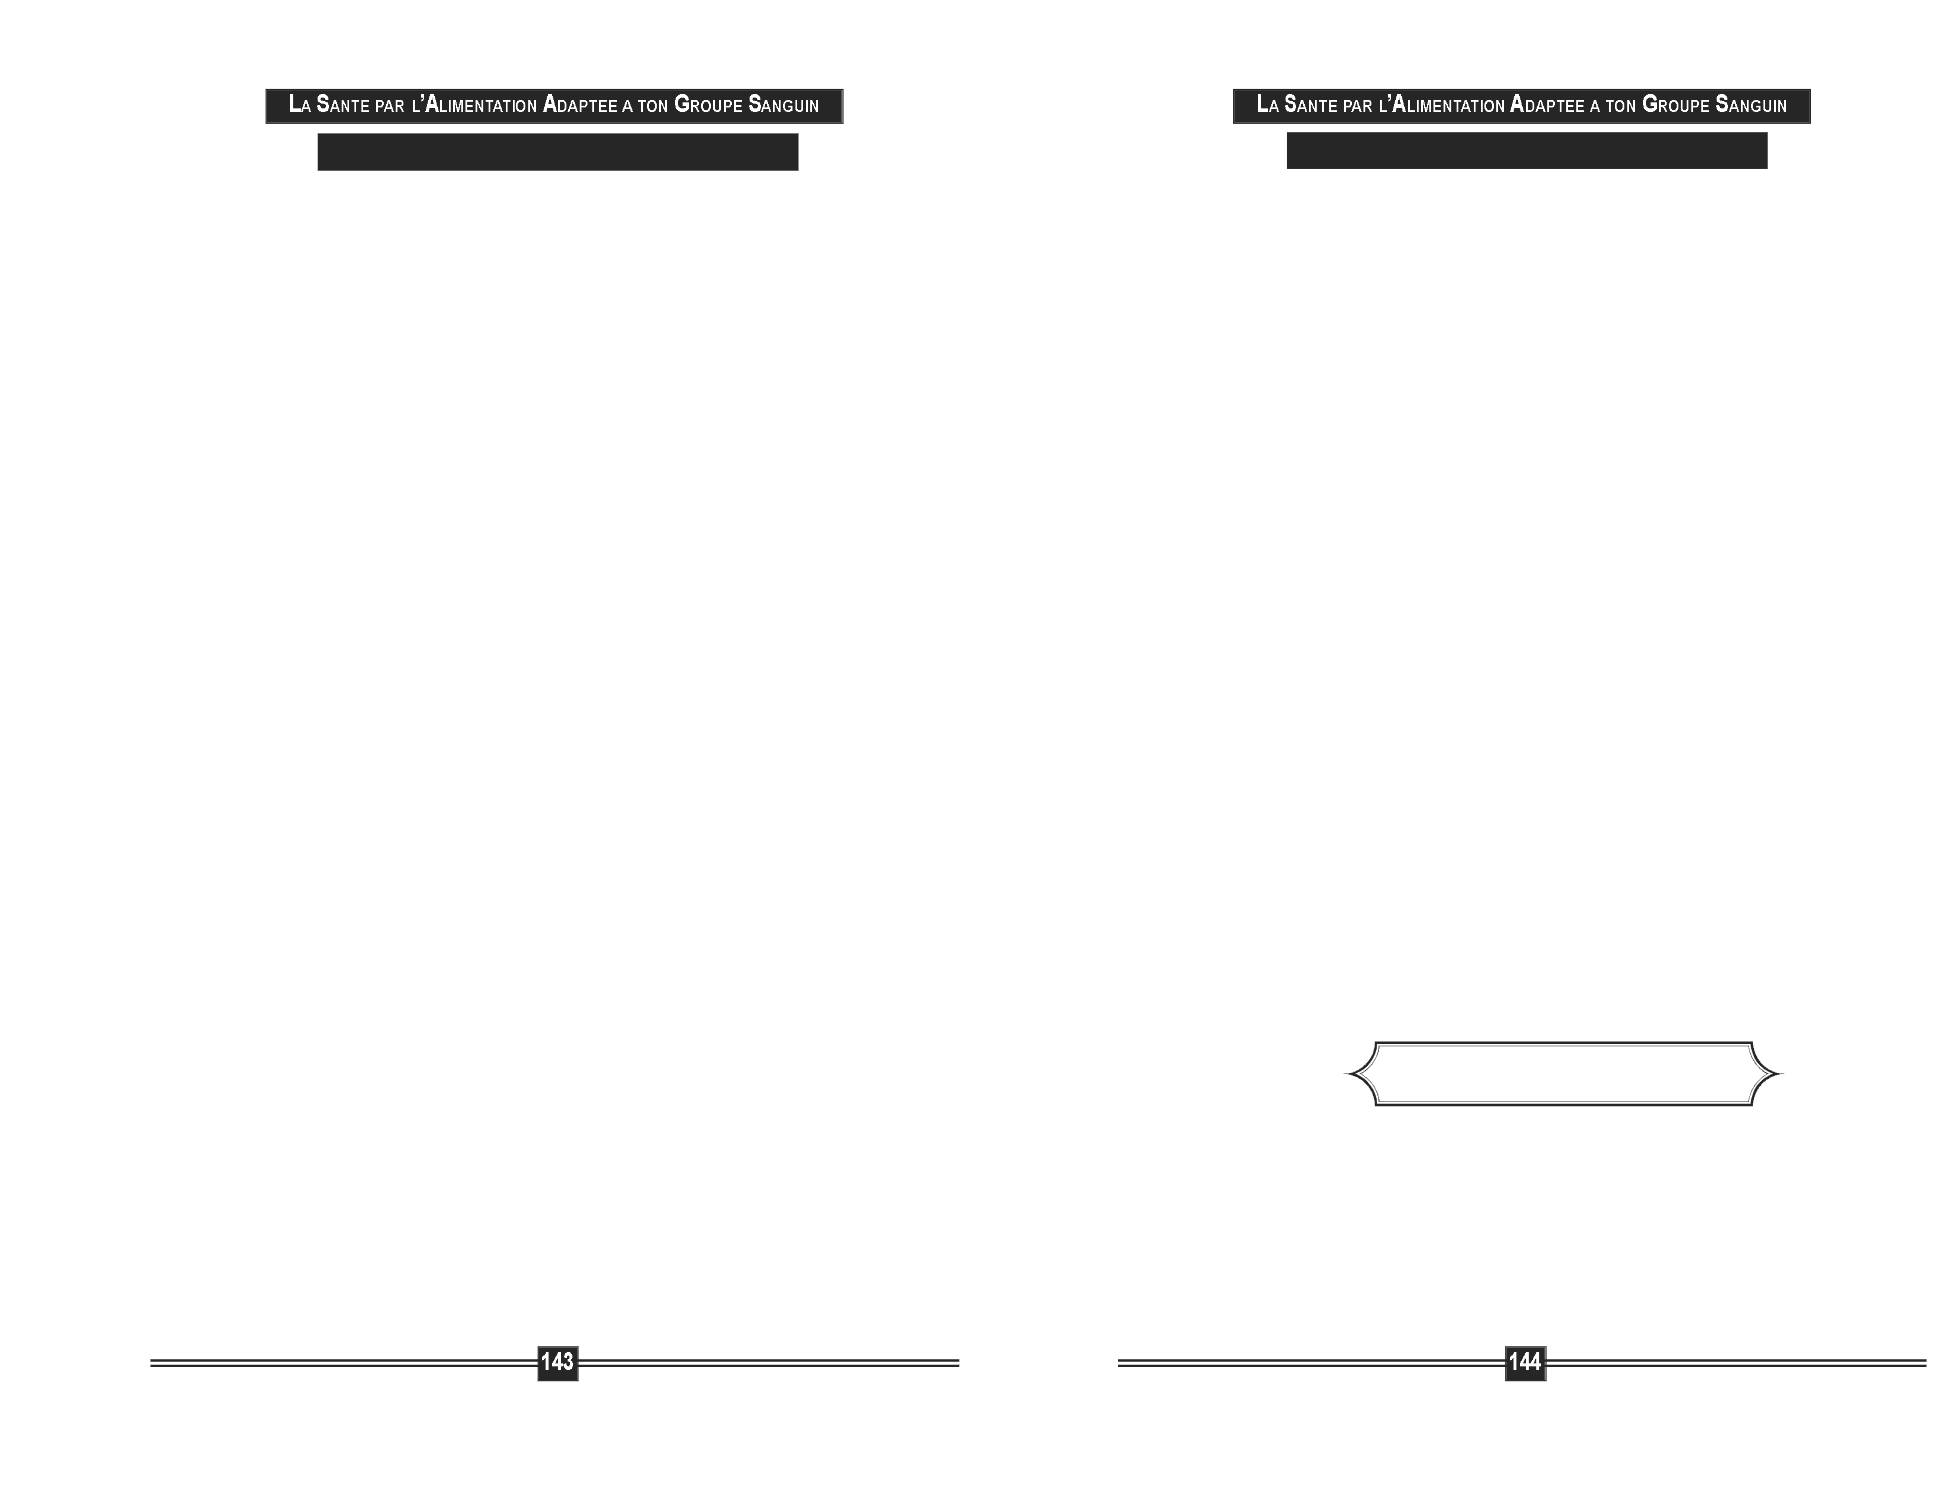 LA SANTE PAR L’ALIMENTATION ADAPTEE A TON GROUPE SANGUIN
143
LA SANTE PAR L’ALIMENTATION ADAPTEE A TON GROUPE SANGUIN
144